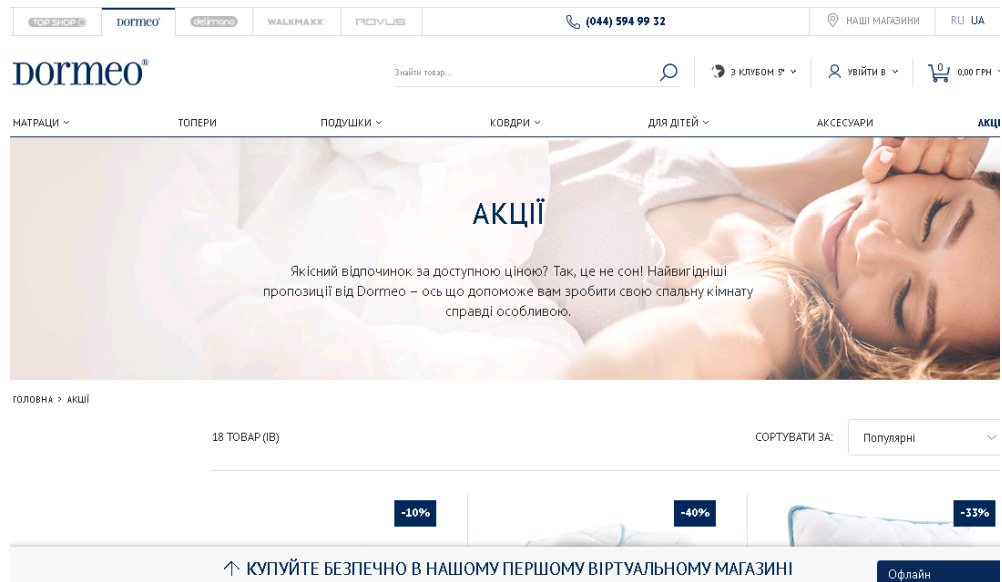 TOP SHOP
DORMEO
delimano
WALKMAXX
ROVUS
(044) 594 99 32
НАШІ МАГАЗИНИ
RU UA
DORMEO®
Знайти товар...
З КЛУБОМ 5*
УВІЙТИ В
0
0,00 ГРН
МАТРАЦИ
ТОПЕРИ
ПОДУШКИ
КОВДРИ
ДЛЯ ДІТЕЙ
АКСЕСУАРИ
АКЦІ
АКЦІЇ
Якісний відпочинок за доступною ціною? Так, це не сон! Найвигідніші
пропозиції від Dormeo – ось що допоможе вам зробити свою спальну кімнату
справді особливою.
ГОЛОВНА > АКЦІЇ
18 ТОВАР (ІВ)
СОРТУВАТИ ЗА:
Популярні
-10%
-40%
-33%
КУПУЙТЕ БЕЗПЕЧНО В НАШОМУ ПЕРШОМУ ВІРТУАЛЬНОМУ МАГАЗИНІ
Офлайн